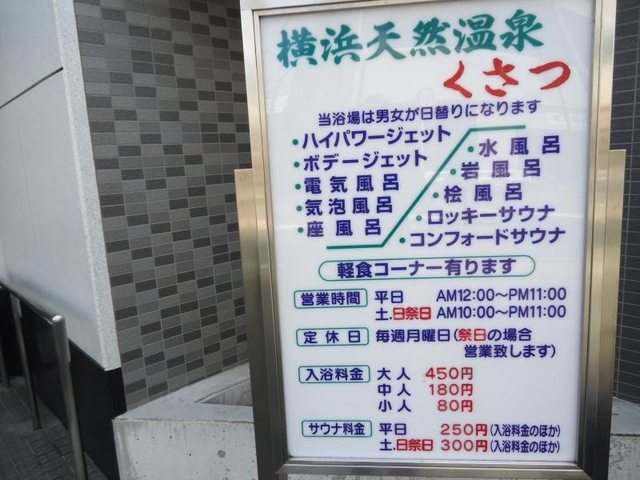 横浜天然温泉
くさつ
当浴場は男女が日替りになります
・ハイパワージェット
・ボデージェット
・電気風呂
・気泡風呂
・座風呂
・水風呂
・岩風呂
・桧風呂
・ロッキーサウナ
・コンフォードサウナ
軽食コーナー有ります
営業時間 平日 AM12:00～PM11:00
土.日祭日 AM10:00～PM11:00
定休日 毎週月曜日(祭日の場合
営業致します)
入浴料金 大人 450円
中人 180円
小人 80円
サウナ料金 平日 250円(入浴料金のほか)
土.日祭日 300円(入浴料金のほか)